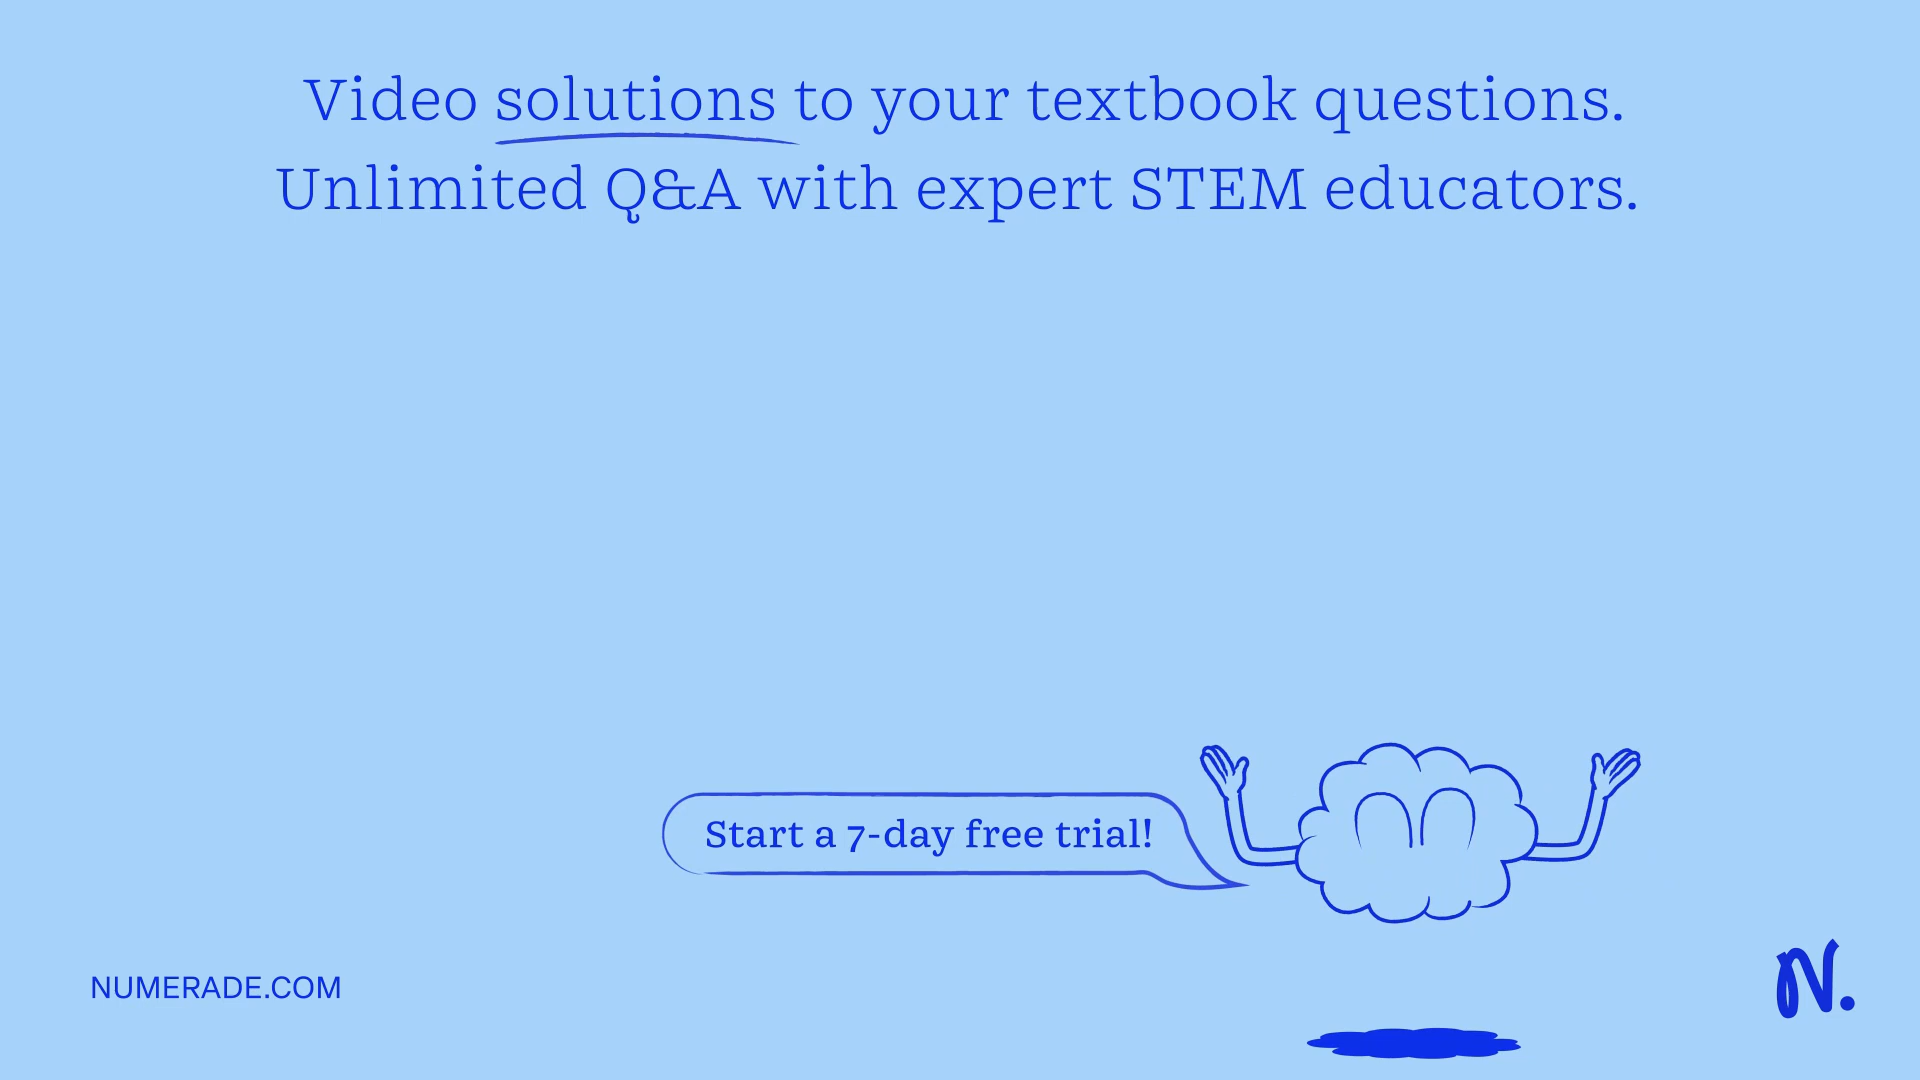 Video solutions to your textbook questions.
Unlimited Q&A with expert STEM educators.
Start a 7-day free trial!
NUMERADE.COM
N.